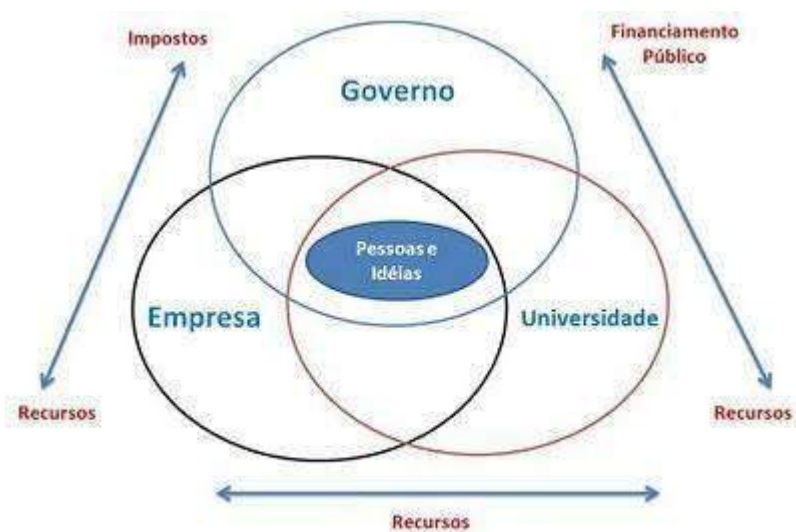 Impostos
Financiamento
Público
Governo
Pessoas e
Idéias
Empresa
Universidade
Recursos
Recursos
Recursos